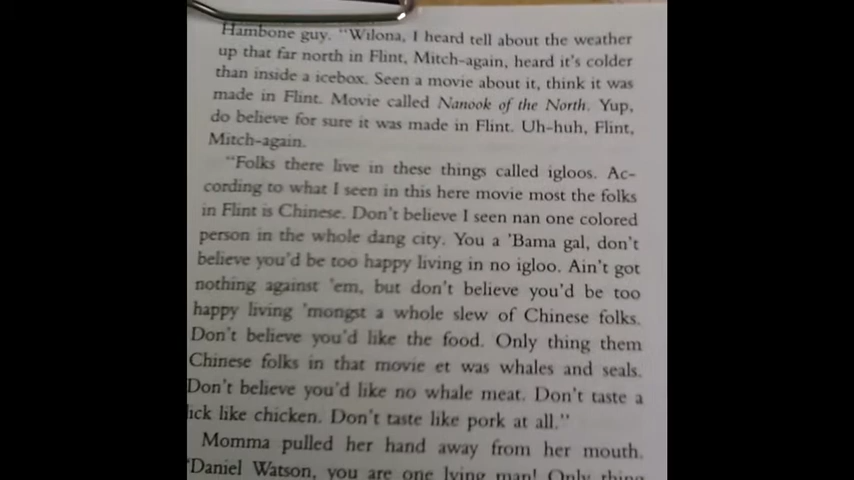 Hambone guy. "Wilona, I heard tell about the weather
up that far north in Flint, Mitch-again, heard it's colder
than inside a icebox. Seen a movie about it, think it was
made in Flint. Movie called Nanook of the North. Yup,
do believe for sure it was made in Flint. Uh-huh, Flint,
Mitch-again.
"Folks there live in these things called igloos. Ac-
cording to what I seen in this here movie most the folks
in Flint is Chinese. Don't believe I seen nan one colored
person in the whole dang city. You a 'Bama gal, don't
believe you'd be too happy living in no igloo. Ain't got
nothing against 'em, but don't believe you'd be too
happy living 'mongst a whole slew of Chinese folks.
Don't believe you'd like the food. Only thing them
Chinese folks in that movie et was whales and seals.
Don't believe you'd like no whale meat. Don't taste a
lick like chicken. Don't taste like pork at all."
Momma pulled her hand away from her mouth.
"Daniel Watson, you are one lying man! Only thing